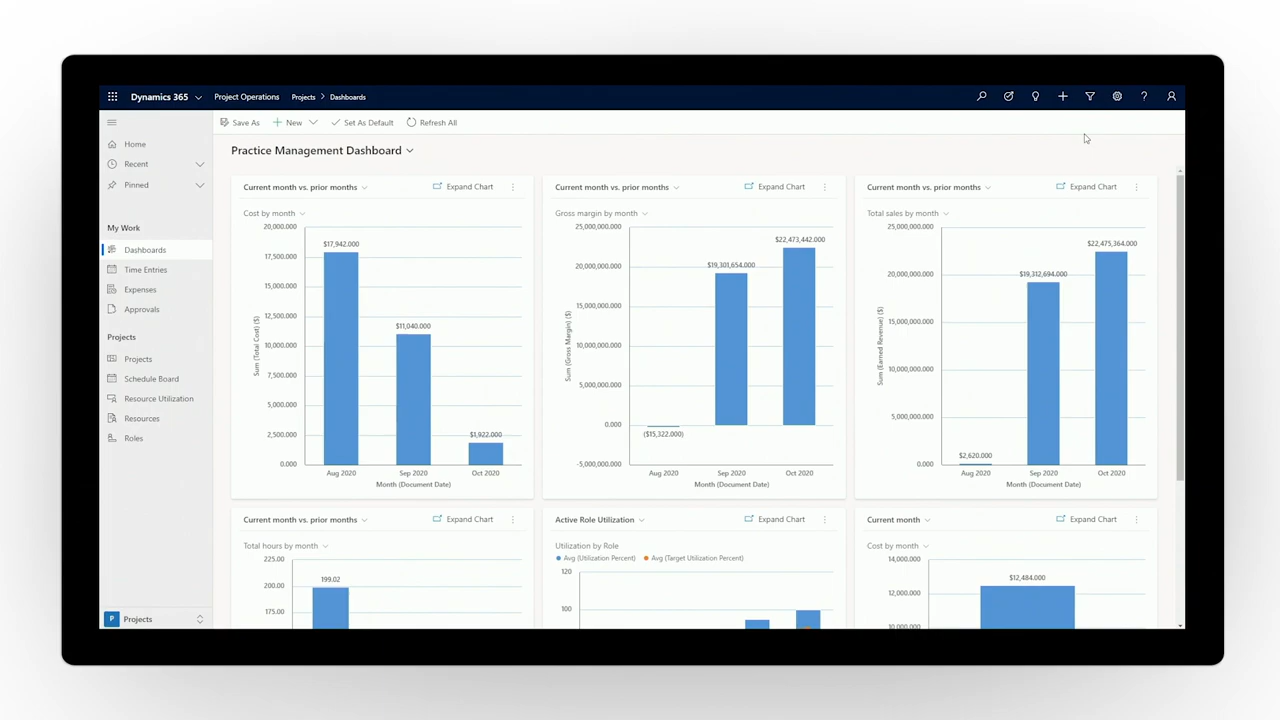 Dynamics 365 Project Operations Projects > Dashboards
Save As New Set As Default Refresh All
Home
Recent
Pinned
My Work
Dashboards
Time Entries
Expenses
Approvals
Projects
Projects
Schedule Board
Resource Utilization
Resources
Roles
P Projects
Practice Management Dashboard
Current month vs. prior months Expand Chart
Cost by month
20,000.000
17,500.000
15,000.000
12,500.000
10,000.000
7,500.000
5,000.000
2,500.000
0.000
Sum (Total Cost) ($)
$17,942.000
$11,040.000
$1,922.000
Aug 2020 Sep 2020 Oct 2020
Month (Document Date)
Current month vs. prior months Expand Chart
Gross margin by month
25,000,000.000
20,000,000.000
15,000,000.000
10,000,000.000
5,000,000.000
0.000
-5,000,000.000
Sum (Gross Margin) ($)
($15,322.000)
$19,301,654.000
$22,473,442.000
Aug 2020 Sep 2020 Oct 2020
Month (Document Date)
Current month vs. prior months Expand Chart
Total sales by month
25,000,000.000
20,000,000.000
15,000,000.000
10,000,000.000
5,000,000.000
0.000
Sum (Earned Revenue) ($)
$2,620.000
$19,312,694.000
$22,475,364.000
Aug 2020 Sep 2020 Oct 2020
Month (Document Date)
Current month vs. prior months Expand Chart
Total hours by month
225.00
200.00
175.00
199.02
Active Role Utilization Expand Chart
Utilization by Role
Avg (Utilization Percent) Avg (Target Utilization Percent)
120
100
Current month Expand Chart
Cost by month
14,000.000
12,000.000
10,000.000
$12,484.000